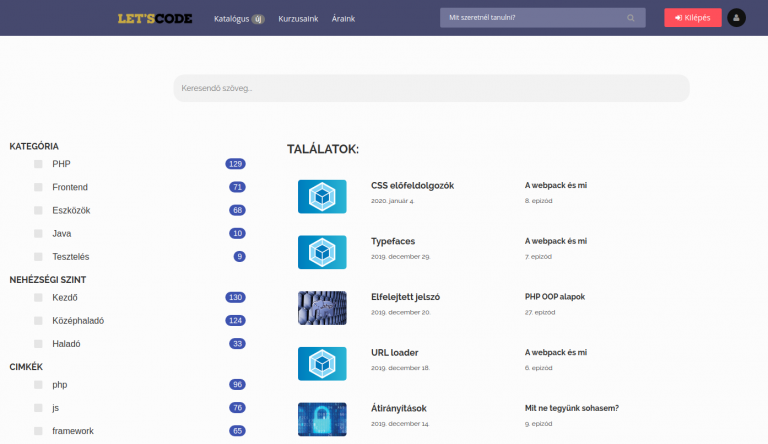 LET'SCODE Katalógus új Kurzusaink Áraink Mit szeretnél tanulni? Kilépés
Keresendő szöveg...
KATEGÓRIA
PHP 129
Frontend 71
Eszközök 68
Java 10
Tesztelés 9
NEHÉZSÉGI SZINT
Kezdő 130
Középhaladó 124
Haladó 33
CIMKÉK
php 96
js 76
framework 65
TALÁLATOK:
CSS előfeldolgozók A webpack és mi
2020. január 4. 8. epizód
Typefaces A webpack és mi
2019. december 29. 7. epizód
Elfelejtett jelszó PHP OOP alapok
2019. december 20. 27. epizód
URL loader A webpack és mi
2019. december 18. 6. epizód
Átirányítások Mit ne tegyünk sohasem?
2019. december 14. 9. epizód